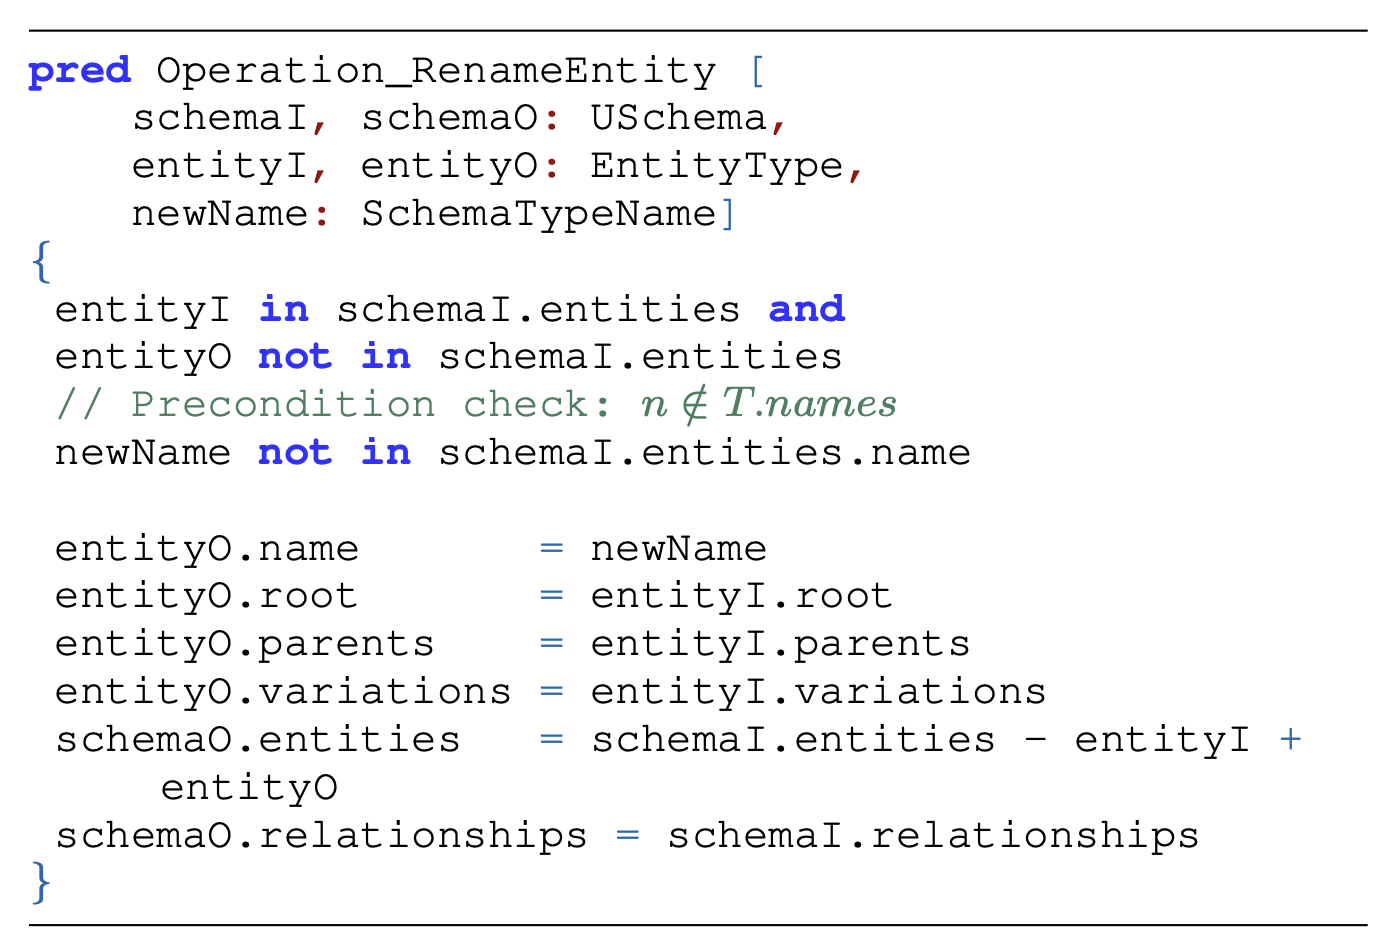 pred Operation_RenameEntity [
    schemaI, schemaO: USchema,
    entityI, entityO: EntityType,
    newName: SchemaTypeName]
{
 entityI in schemaI.entities and
 entityO not in schemaI.entities
 // Precondition check: n ∉ T.names
 newName not in schemaI.entities.name

 entityO.name       = newName
 entityO.root       = entityI.root
 entityO.parents    = entityI.parents
 entityO.variations = entityI.variations
 schemaO.entities   = schemaI.entities - entityI +
     entityO
 schemaO.relationships = schemaI.relationships
}